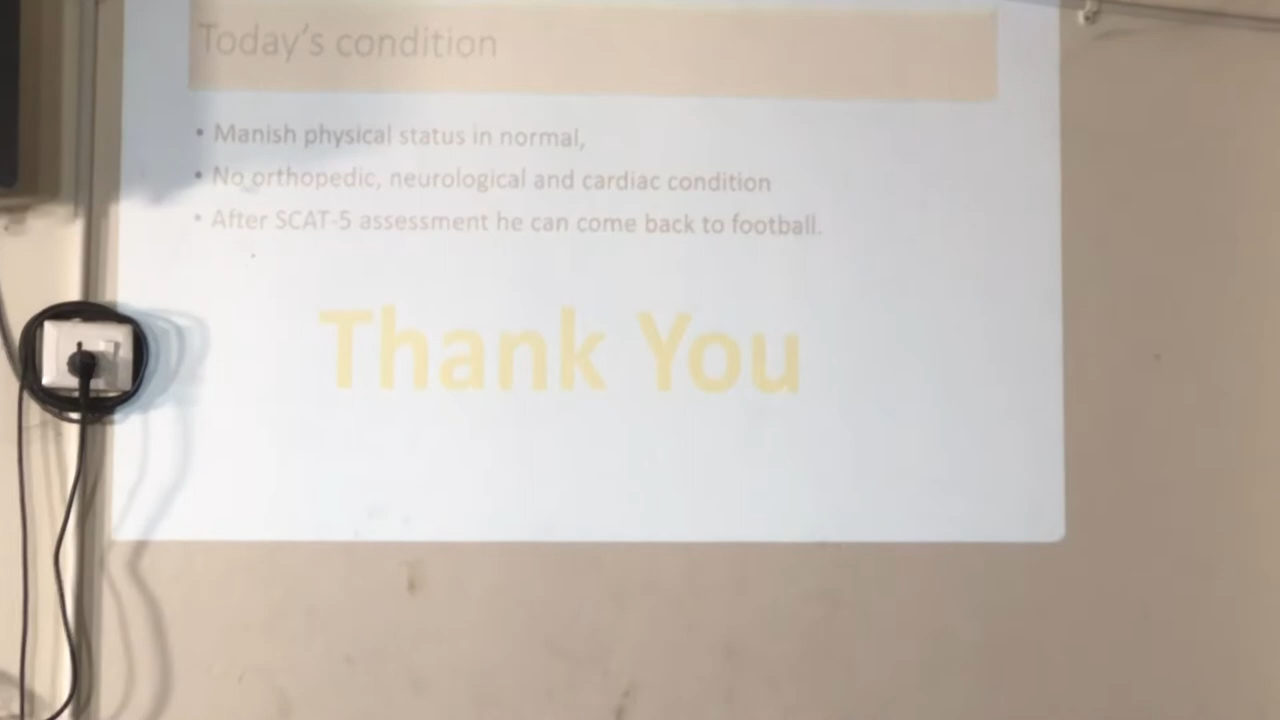 Today's condition
• Manish physical status in normal,
• No orthopedic, neurological and cardiac condition
• After SCAT-5 assessment he can come back to football.
Thank You